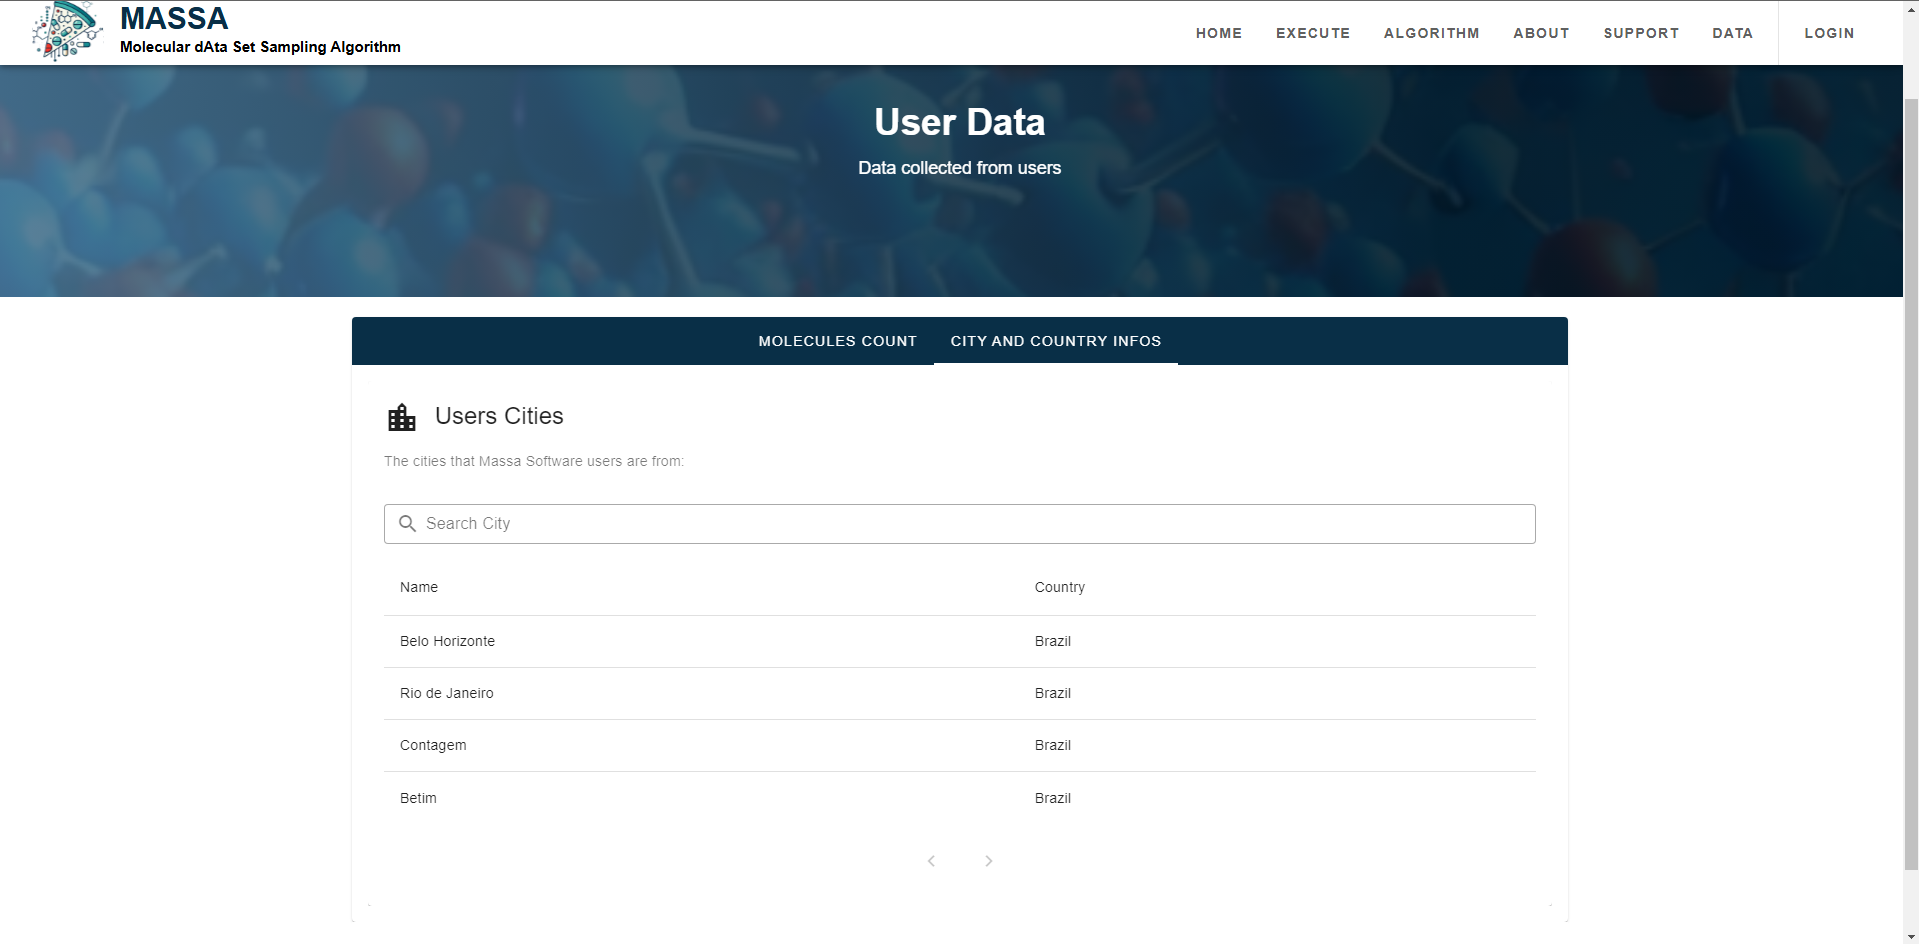 MASSA
Molecular dAta Set Sampling Algorithm
HOME EXECUTE ALGORITHM ABOUT SUPPORT DATA LOGIN
User Data
Data collected from users
MOLECULES COUNT CITY AND COUNTRY INFOS
Users Cities
The cities that Massa Software users are from:
Search City
Name Country
Belo Horizonte Brazil
Rio de Janeiro Brazil
Contagem Brazil
Betim Brazil